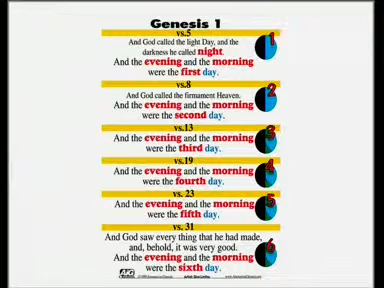 Genesis 1
vs.5
And God called the light Day, and the
darkness he called night.
And the evening and the morning
were the first day.
1
vs.8
And God called the firmament Heaven.
And the evening and the morning
were the second day.
2
vs.13
And the evening and the morning
were the third day.
3
vs.19
And the evening and the morning
were the fourth day.
4
vs. 23
And the evening and the morning
were the fifth day.
5
vs. 31
And God saw every thing that he had made,
and, behold, it was very good.
And the evening and the morning
were the sixth day.
6
AiG